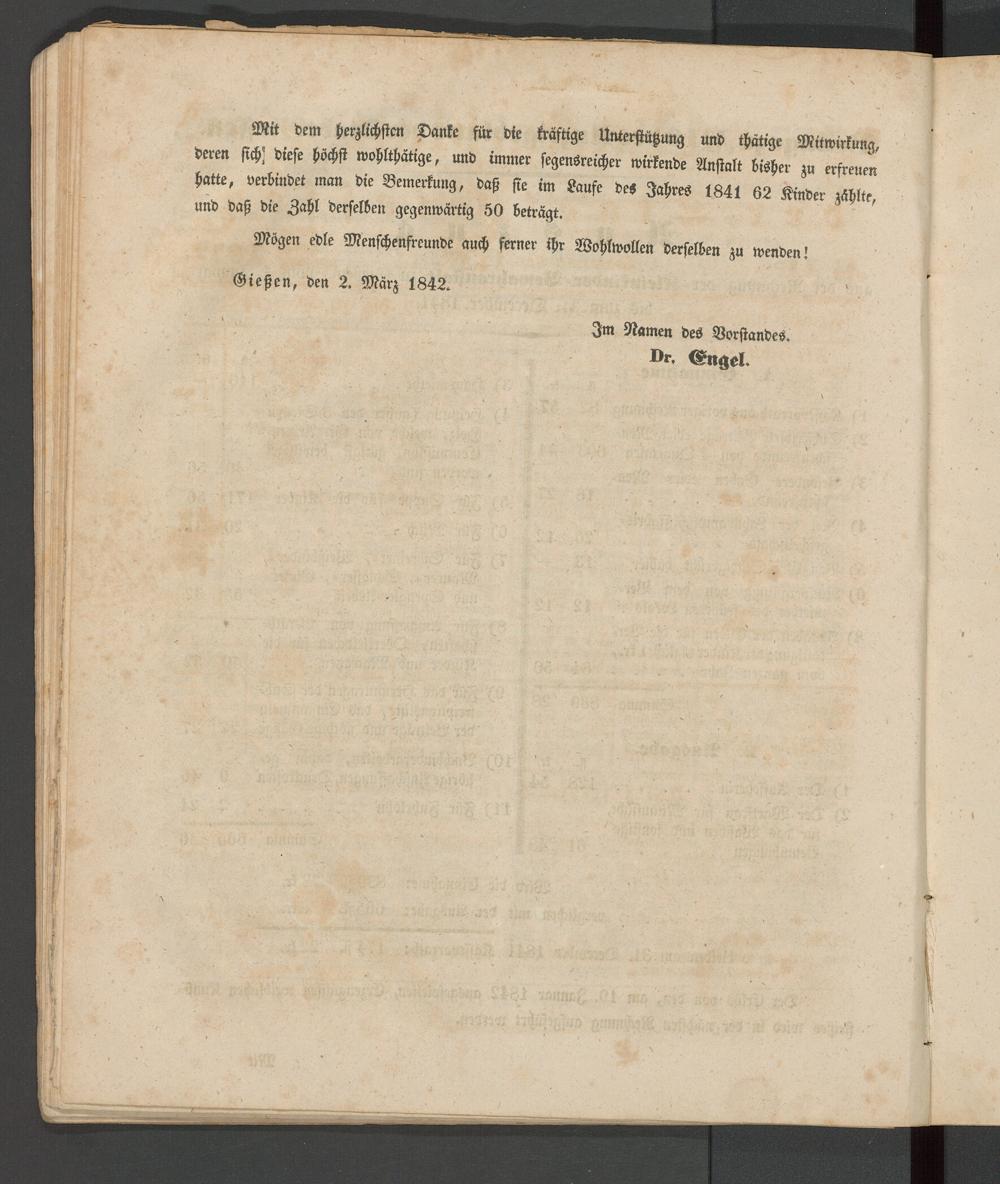 Mit dem herzlichsten Danke für die kräftige Unterstützung und thätige Mitwirkung,
deren sich diese höchst wohlthätige, und immer segensreicher wirkende Anstalt bisher zu erfreuen
hatte, verbindet man die Bemerkung, daß sie im Laufe des Jahres 1841 62 Kinder zählte,
und daß die Zahl derselben gegenwärtig 50 beträgt.
Mögen edle Menschenfreunde auch ferner ihr Wohlwollen derselben zu wenden!
Gießen, den 2. März 1842.
Im Namen des Vorstandes.
Dr. Engel.